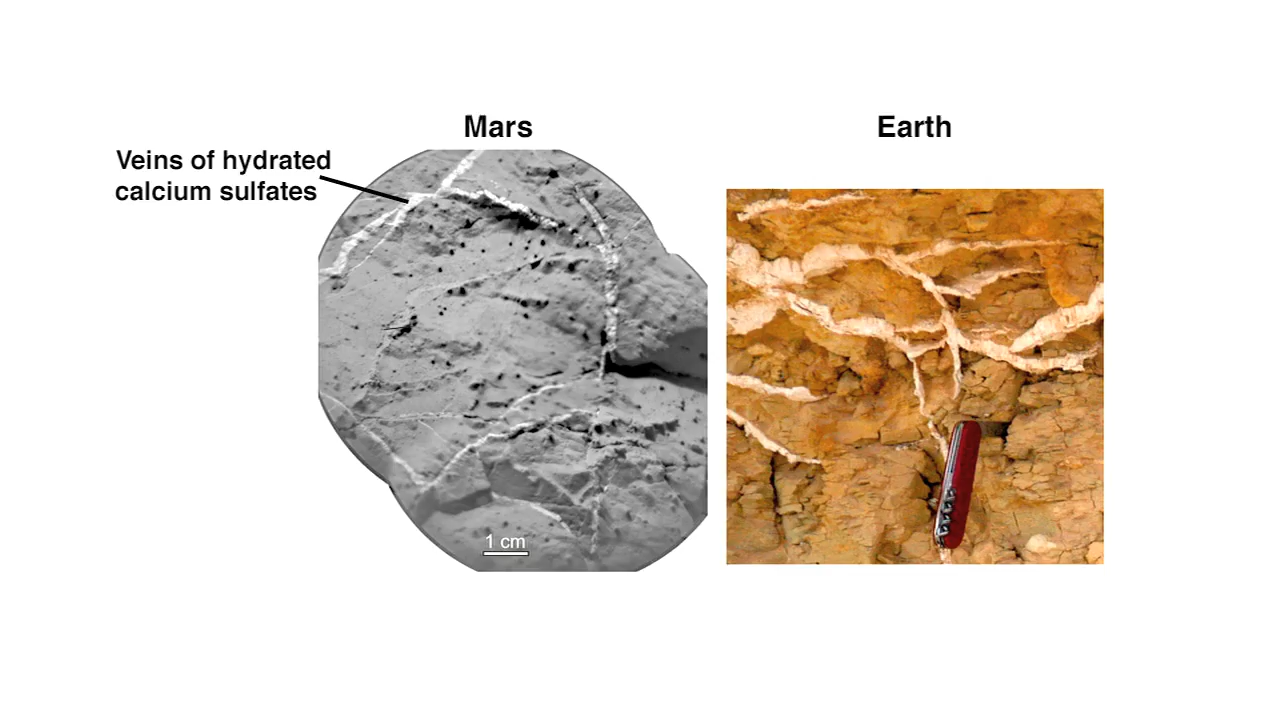 Mars
Earth
Veins of hydrated
calcium sulfates
1 cm